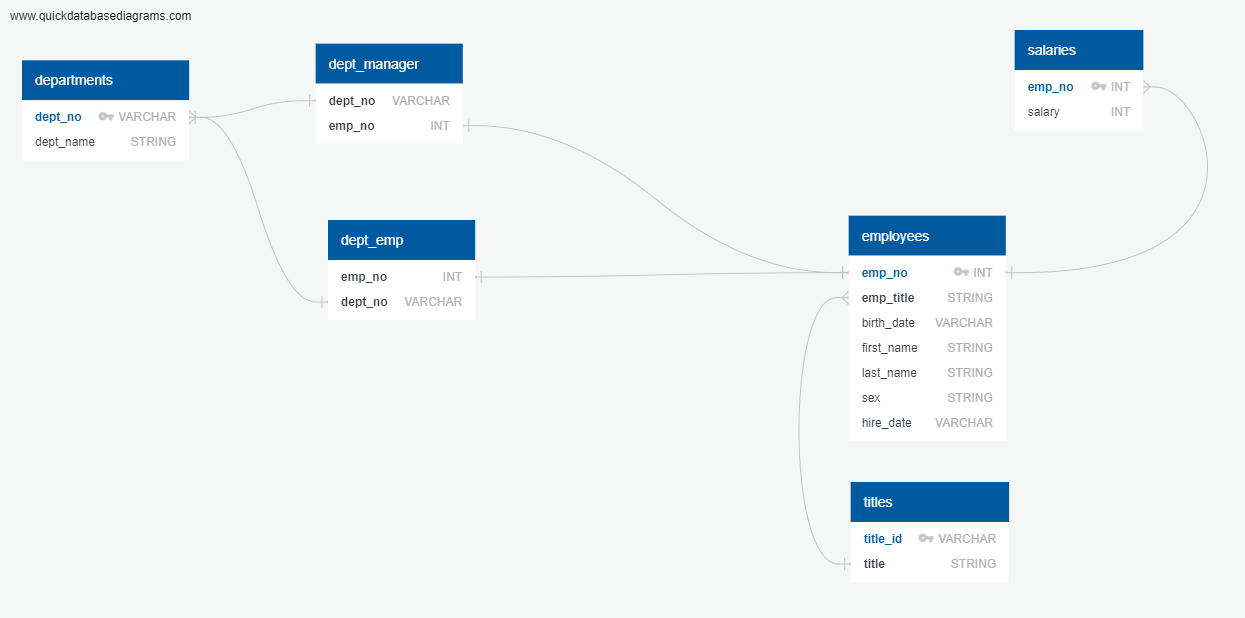 www.quickdatabasediagrams.com
departments
dept_no VARCHAR
dept_name STRING
dept_manager
dept_no VARCHAR
emp_no INT
dept_emp
emp_no INT
dept_no VARCHAR
salaries
emp_no INT
salary INT
employees
emp_no INT
emp_title STRING
birth_date VARCHAR
first_name STRING
last_name STRING
sex STRING
hire_date VARCHAR
titles
title_id VARCHAR
title STRING